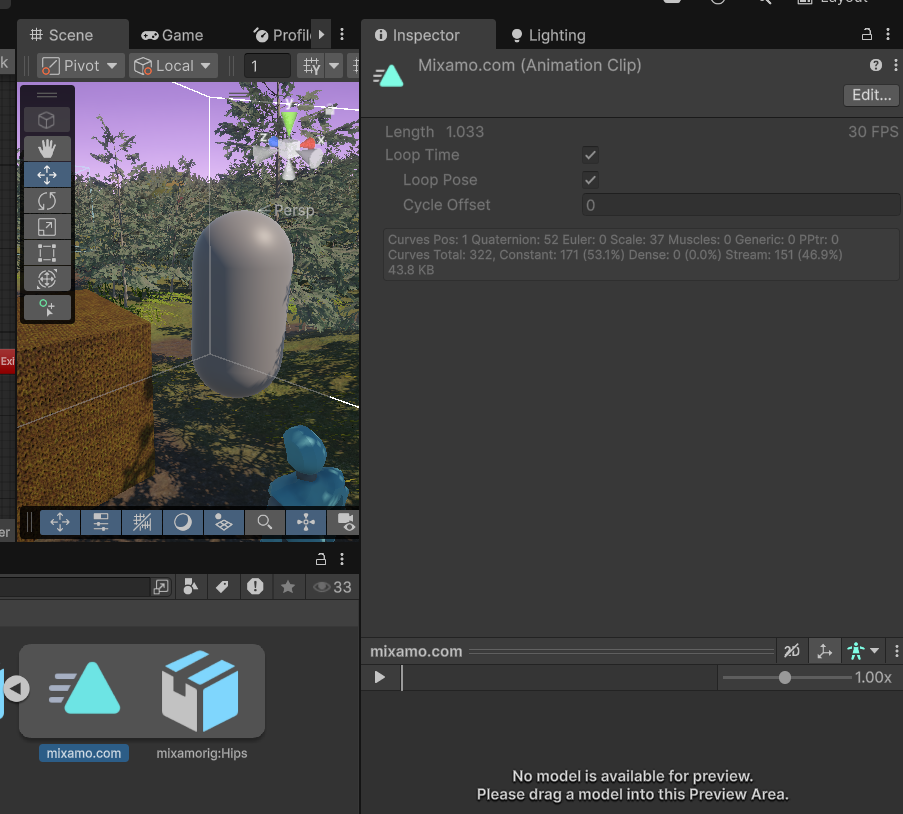 Layout
Scene
Game
Profil
Inspector
Lighting
k
Pivot
Local
1
Mixamo.com (Animation Clip)
Edit...
Y
Z
Persp
Length 1.033
30 FPS
Loop Time
Loop Pose
Cycle Offset
0
Curves Pos: 1 Quaternion: 52 Euler: 0 Scale: 37 Muscles: 0 Generic: 0 PPtr: 0
Curves Total: 322, Constant: 171 (53.1%) Dense: 0 (0.0%) Stream: 151 (46.9%)
43.8 KB
Exi
er
33
mixamo.com
2D
1.00x
mixamo.com
mixamorig:Hips
No model is available for preview.
Please drag a model into this Preview Area.